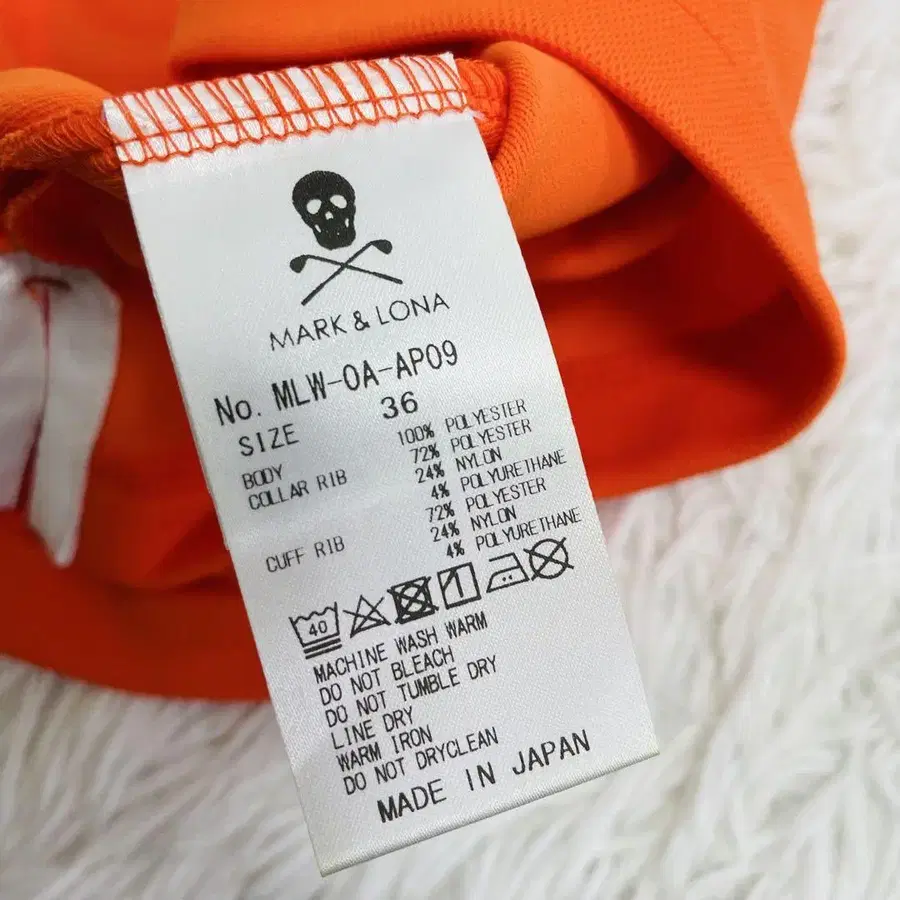 MARK & LONA
No. MLW-0A-AP09
SIZE 36
BODY 100% POLYESTER
COLLAR RIB 72% POLYESTER
24% NYLON
4% POLYURETHANE
CUFF RIB 72% POLYESTER
24% NYLON
4% POLYURETHANE
40
MACHINE WASH WARM
DO NOT BLEACH
DO NOT TUMBLE DRY
LINE DRY
WARM IRON
DO NOT DRYCLEAN
MADE IN JAPAN